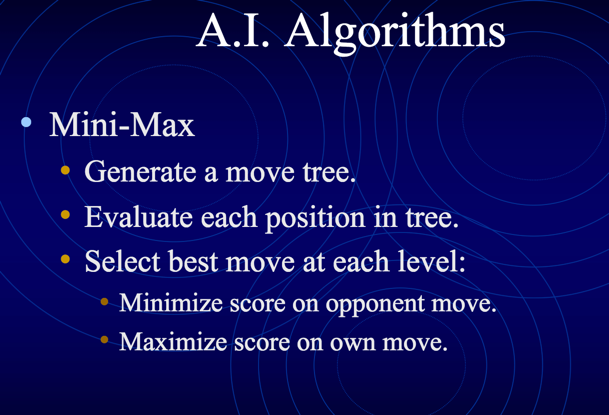 A.I. Algorithms
• Mini-Max
• Generate a move tree.
• Evaluate each position in tree.
• Select best move at each level:
• Minimize score on opponent move.
• Maximize score on own move.